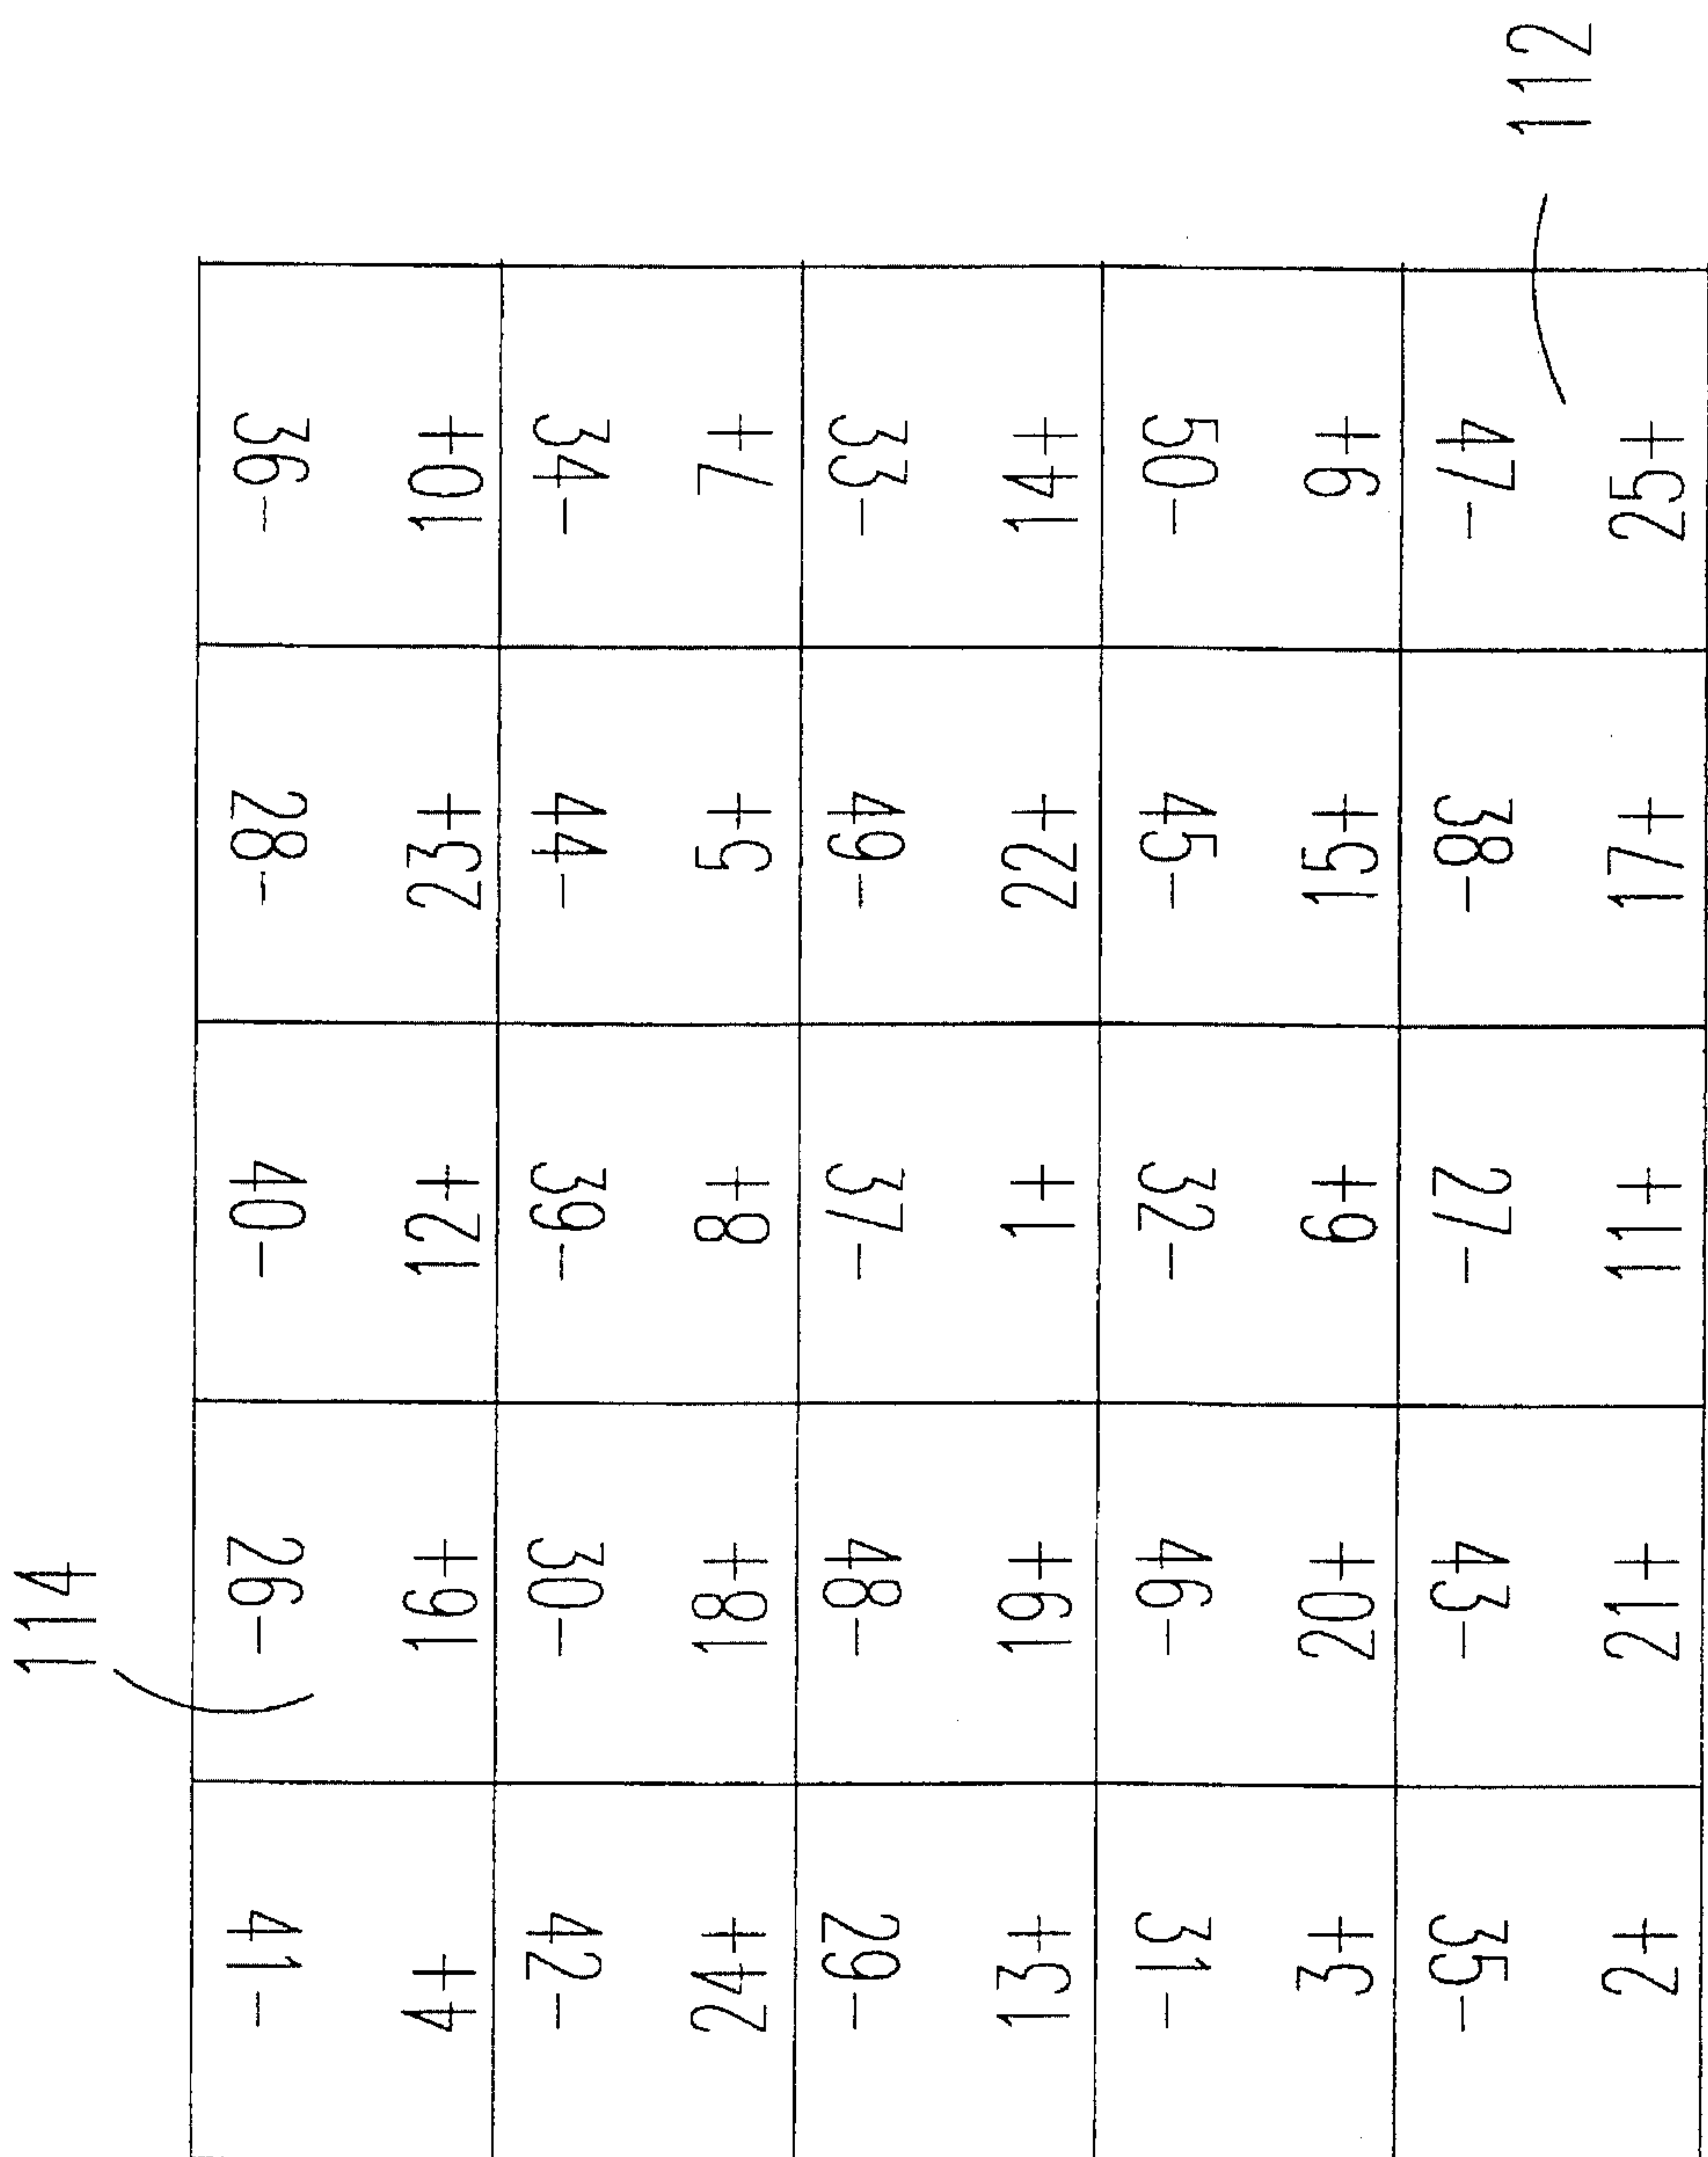 114
41- 26- 40- 28- 36-
4+ 19+ 12+ 23+ 10+
42- 30- 39- 44- 34-
24+ 18+ 8+ 5+ 7+
29- 48- 37- 49- 33-
13+ 16+ 1+ 22+ 14+
31- 46- 32- 45- 50-
3+ 20+ 9+ 15+ 6+
35- 43- 27- 38- 47-
2+ 21+ 11+ 17+ 25+
112